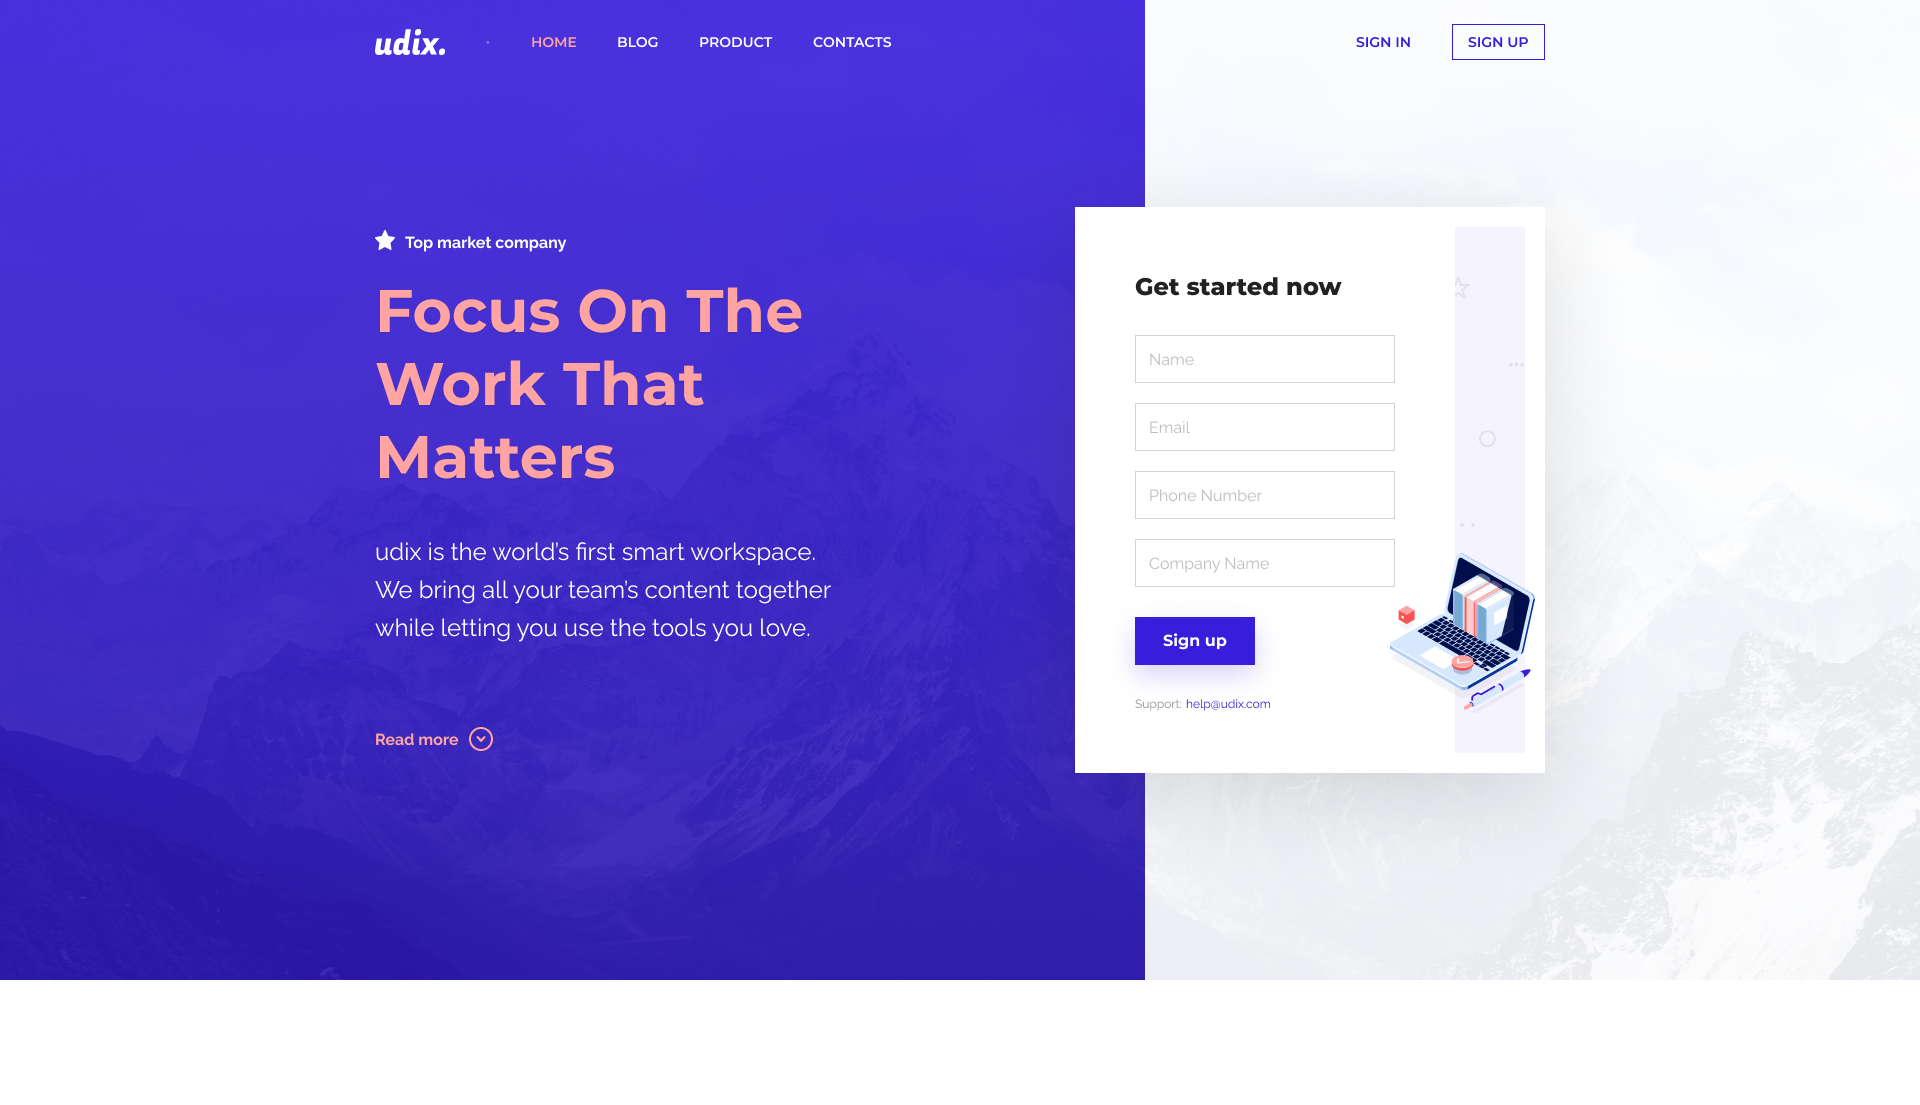 udix.
HOME
BLOG
PRODUCT
CONTACTS
SIGN IN
SIGN UP
Top market company
Focus On The
Work That
Matters
udix is the world’s first smart workspace.
We bring all your team’s content together
while letting you use the tools you love.
Read more
Get started now
Name
Email
Phone Number
Company Name
Sign up
Support: help@udix.com